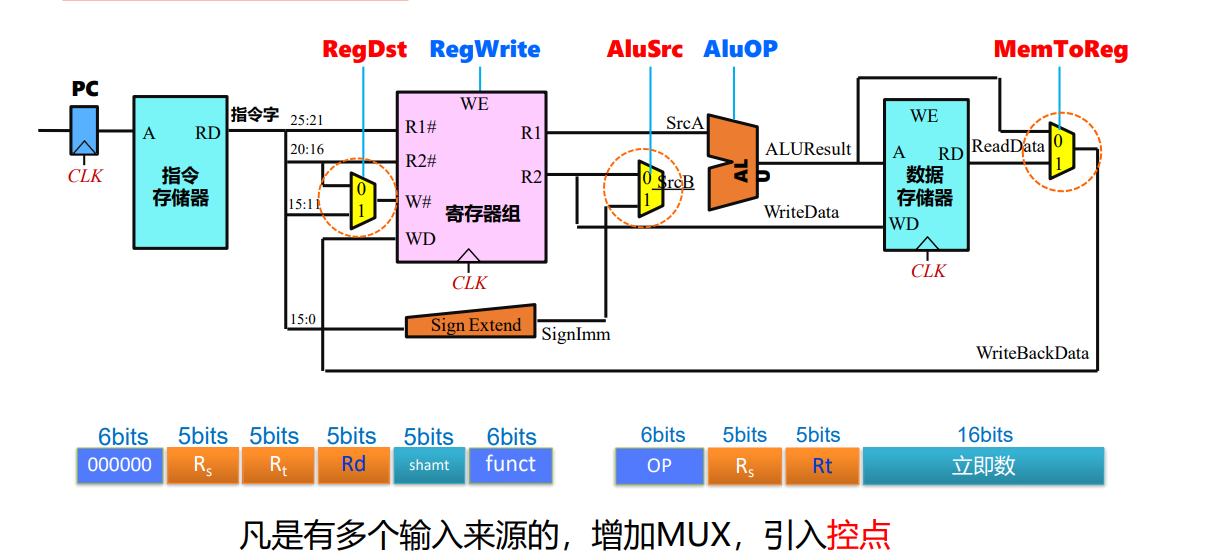 RegDst RegWrite AluSrc AluOP MemToReg
PC
指令字
25:21
20:16
15:11
15:0
A RD
指令
存储器
CLK
0
1
WE
R1#
R2#
W#
WD
R1
R2
寄存器组
CLK
Sign Extend
SignImm
0
1
SrcA
SrcB
ALU
ALUResult
WriteData
WE
A RD
数据
存储器
WD
CLK
ReadData
0
1
WriteBackData
6bits 5bits 5bits 5bits 5bits 6bits
000000 Rs Rt Rd shamt funct
6bits 5bits 5bits 16bits
OP Rs Rt 立即数
凡是有多个输入来源的，增加MUX，引入控点